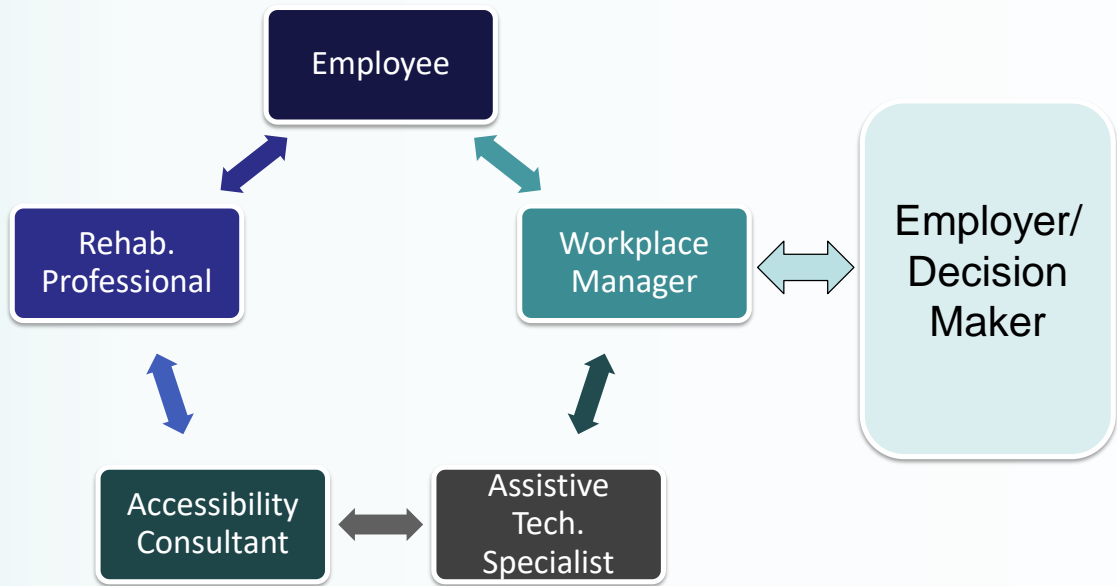 Employee
Rehab.
Professional
Workplace
Manager
Employer/
Decision
Maker
Accessibility
Consultant
Assistive
Tech.
Specialist